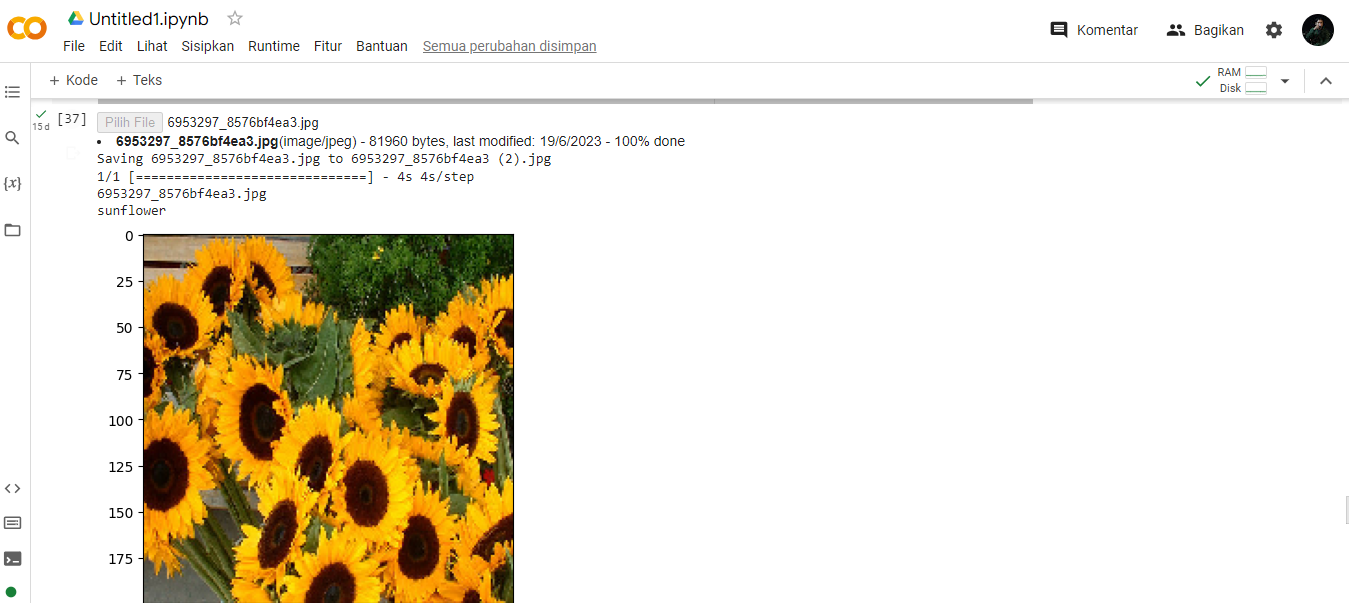 Untitled1.ipynb
File Edit Lihat Sisipkan Runtime Fitur Bantuan Semua perubahan disimpan
Komentar Bagikan
+ Kode + Teks
RAM
Disk
15 d
[37]
Pilih File 6953297_8576bf4ea3.jpg
• 6953297_8576bf4ea3.jpg(image/jpeg) - 81960 bytes, last modified: 19/6/2023 - 100% done
Saving 6953297_8576bf4ea3.jpg to 6953297_8576bf4ea3 (2).jpg
1/1 [==============================] - 4s 4s/step
6953297_8576bf4ea3.jpg
sunflower
0
25
50
75
100
125
150
175
{x}
<>